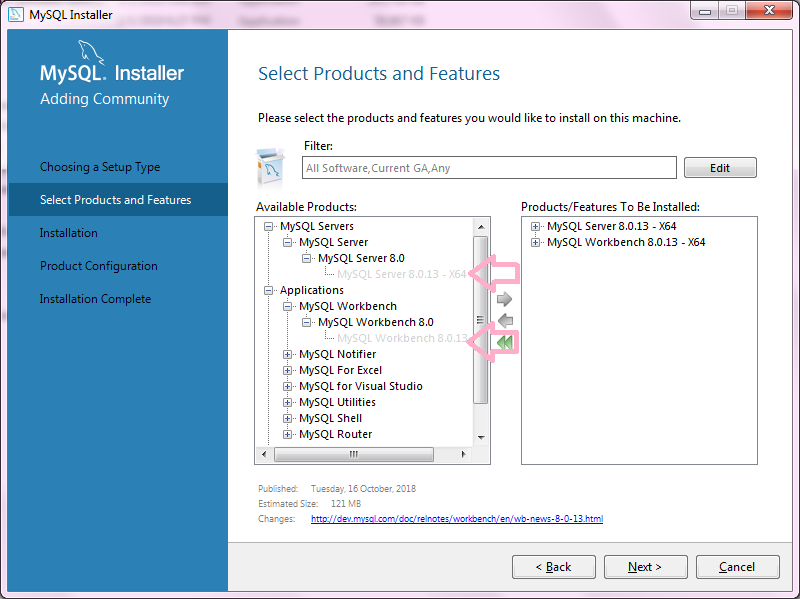 MySQL Installer
MySQL. Installer
Adding Community
Choosing a Setup Type
Select Products and Features
Installation
Product Configuration
Installation Complete
Select Products and Features
Please select the products and features you would like to install on this machine.
Filter:
All Software,Current GA,Any
Edit
Available Products:
MySQL Servers
MySQL Server
MySQL Server 8.0
MySQL Server 8.0.13 - X64
Applications
MySQL Workbench
MySQL Workbench 8.0
MySQL Workbench 8.0.13
MySQL Notifier
MySQL For Excel
MySQL for Visual Studio
MySQL Utilities
MySQL Shell
MySQL Router
Products/Features To Be Installed:
MySQL Server 8.0.13 - X64
MySQL Workbench 8.0.13 - X64
Published: Tuesday, 16 October, 2018
Estimated Size: 121 MB
Changes: http://dev.mysql.com/doc/relnotes/workbench/en/wb-news-8-0-13.html
< Back
Next >
Cancel